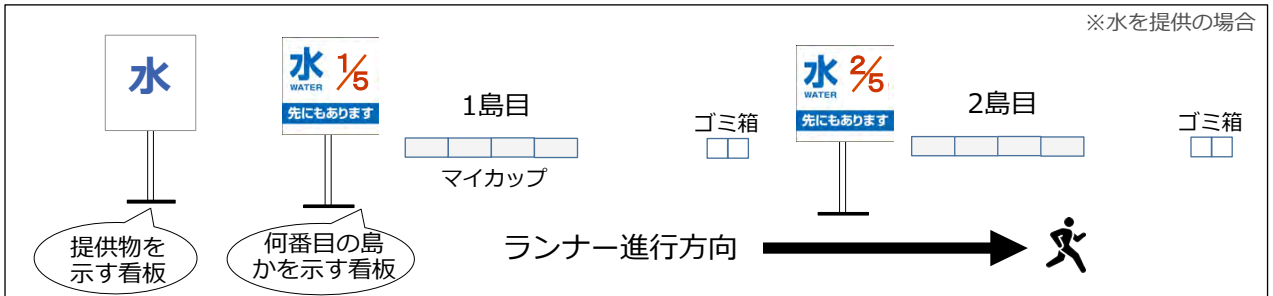 ※水を提供の場合
水
水 1/5
WATER
先にもあります
1島目
マイカップ
ゴミ箱
水 2/5
WATER
先にもあります
2島目
ゴミ箱
提供物を
示す看板
何番目の島
かを示す看板
ランナー進行方向